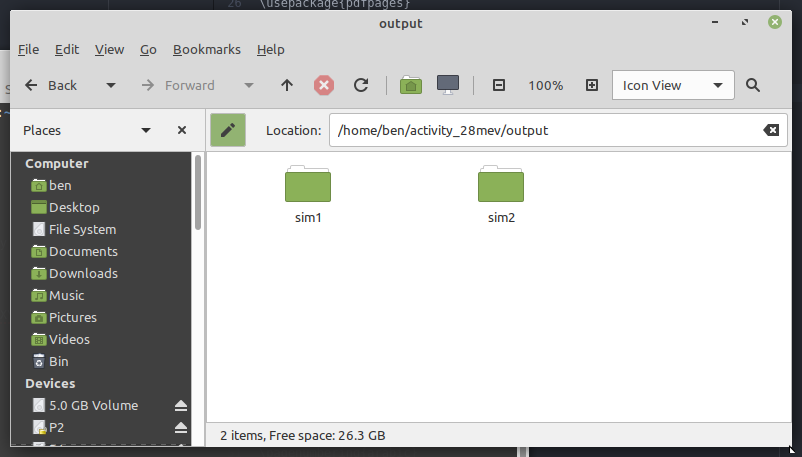 26 \usepackage{pdfpages}
output
File Edit View Go Bookmarks Help
Back Forward 100% Icon View
Places Location: /home/ben/activity_28mev/output
Computer
ben
Desktop
File System
Documents
Downloads
Music
Pictures
Videos
Bin
Devices
5.0 GB Volume
P2
sim1 sim2
2 items, Free space: 26.3 GB